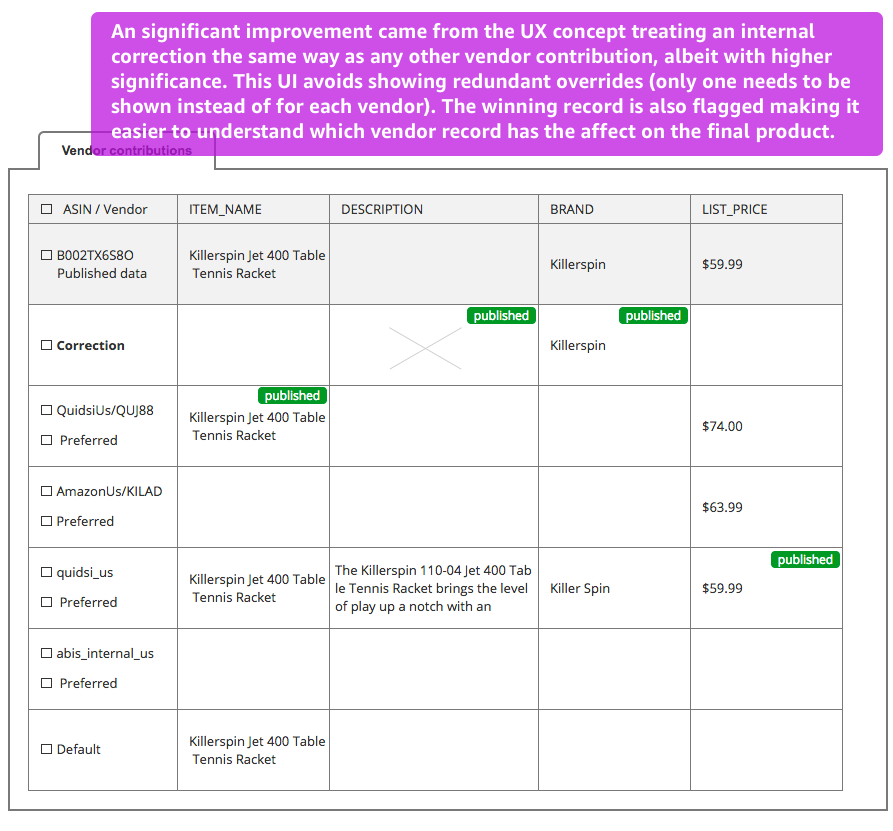 An significant improvement came from the UX concept treating an internal
correction the same way as any other vendor contribution, albeit with higher
significance. This UI avoids showing redundant overrides (only one needs to be
shown instead of for each vendor). The winning record is also flagged making it
easier to understand which vendor record has the affect on the final product.
Vendor contributions
ASIN / Vendor ITEM_NAME DESCRIPTION BRAND LIST_PRICE
B002TX6S8O
Published data
Killerspin Jet 400 Table
Tennis Racket
Killerspin
$59.99
Correction
published
published
Killerspin
QuidsiUs/QUJ88
Preferred
published
Killerspin Jet 400 Table
Tennis Racket
$74.00
AmazonUs/KILAD
Preferred
$63.99
quidsi_us
Preferred
Killerspin Jet 400 Table
Tennis Racket
The Killerspin 110-04 Jet 400 Tab
le Tennis Racket brings the level
of play up a notch with an
Killer Spin
published
$59.99
abis_internal_us
Preferred
Default
Killerspin Jet 400 Table
Tennis Racket